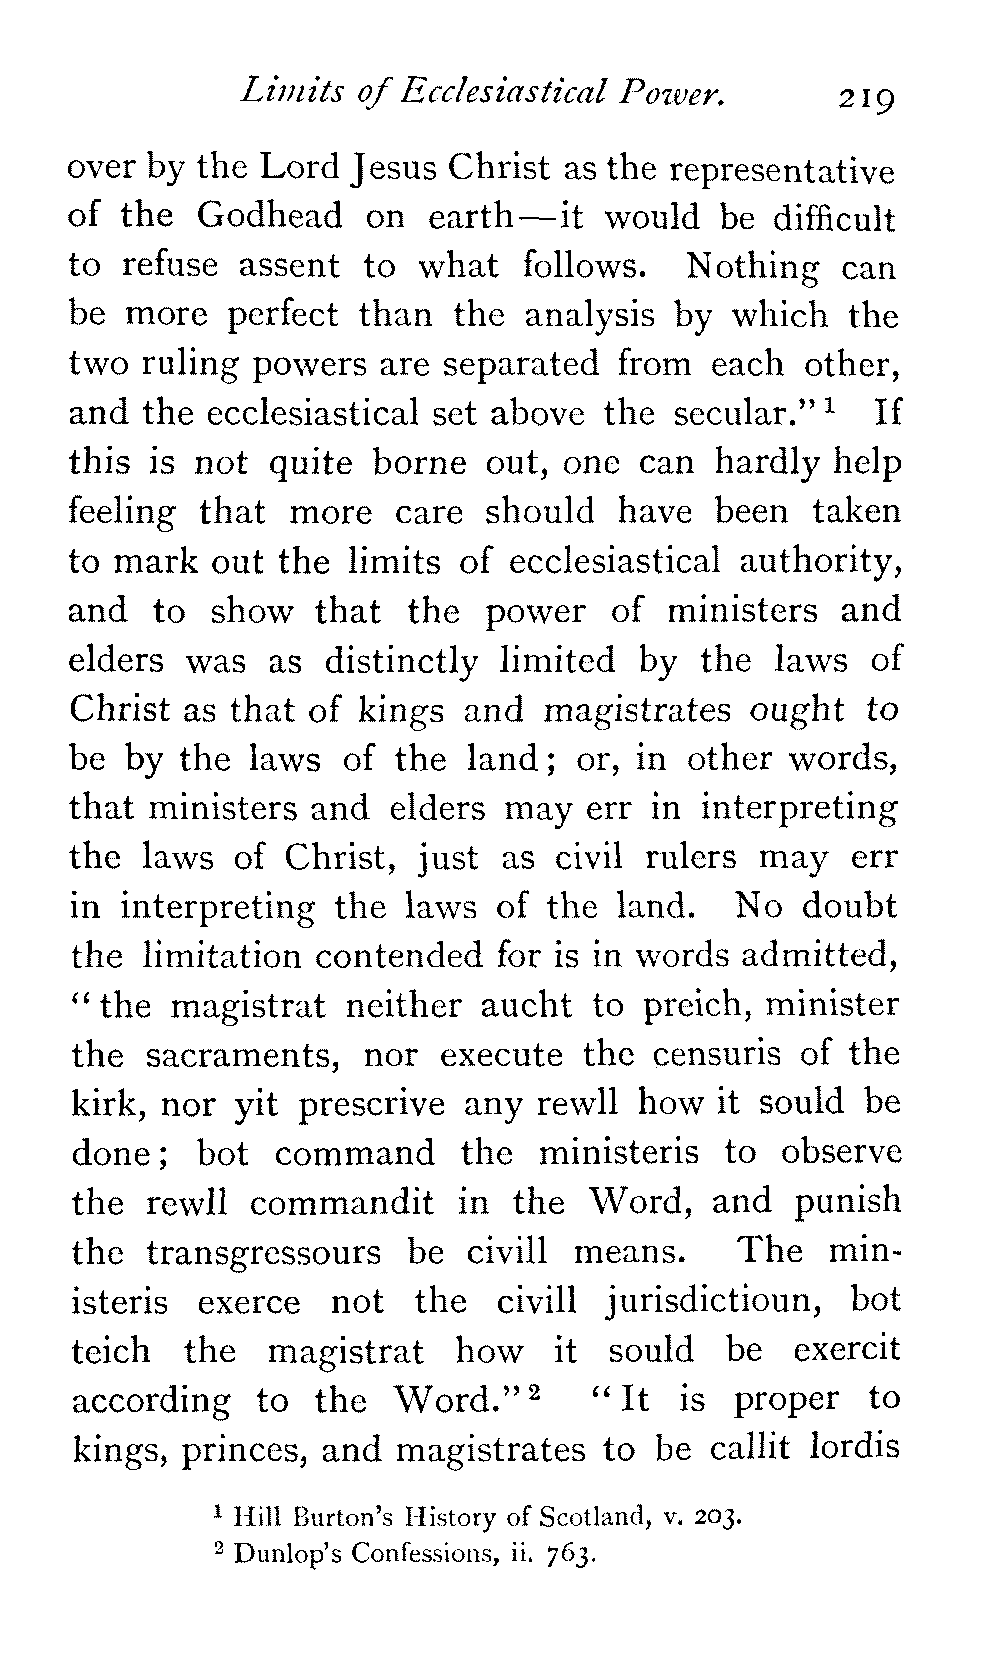 Limits of Ecclesiastical Power. 219
over by the Lord Jesus Christ as the representative
of the Godhead on earth—it would be difficult
to refuse assent to what follows. Nothing can
be more perfect than the analysis by which the
two ruling powers are separated from each other,
and the ecclesiastical set above the secular." ¹ If
this is not quite borne out, one can hardly help
feeling that more care should have been taken
to mark out the limits of ecclesiastical authority,
and to show that the power of ministers and
elders was as distinctly limited by the laws of
Christ as that of kings and magistrates ought to
be by the laws of the land; or, in other words,
that ministers and elders may err in interpreting
the laws of Christ, just as civil rulers may err
in interpreting the laws of the land. No doubt
the limitation contended for is in words admitted,
"the magistrat neither aucht to preich, minister
the sacraments, nor execute the censuris of the
kirk, nor yit prescrive any rewll how it sould be
done; bot command the ministeris to observe
the rewll commandit in the Word, and punish
the transgressours be civill means. The min-
isteris exerce not the civill jurisdictioun, bot
teich the magistrat how it sould be exercit
according to the Word." ² "It is proper to
kings, princes, and magistrates to be callit lordis
¹ Hill Burton's History of Scotland, v. 203.
² Dunlop's Confessions, ii. 763.